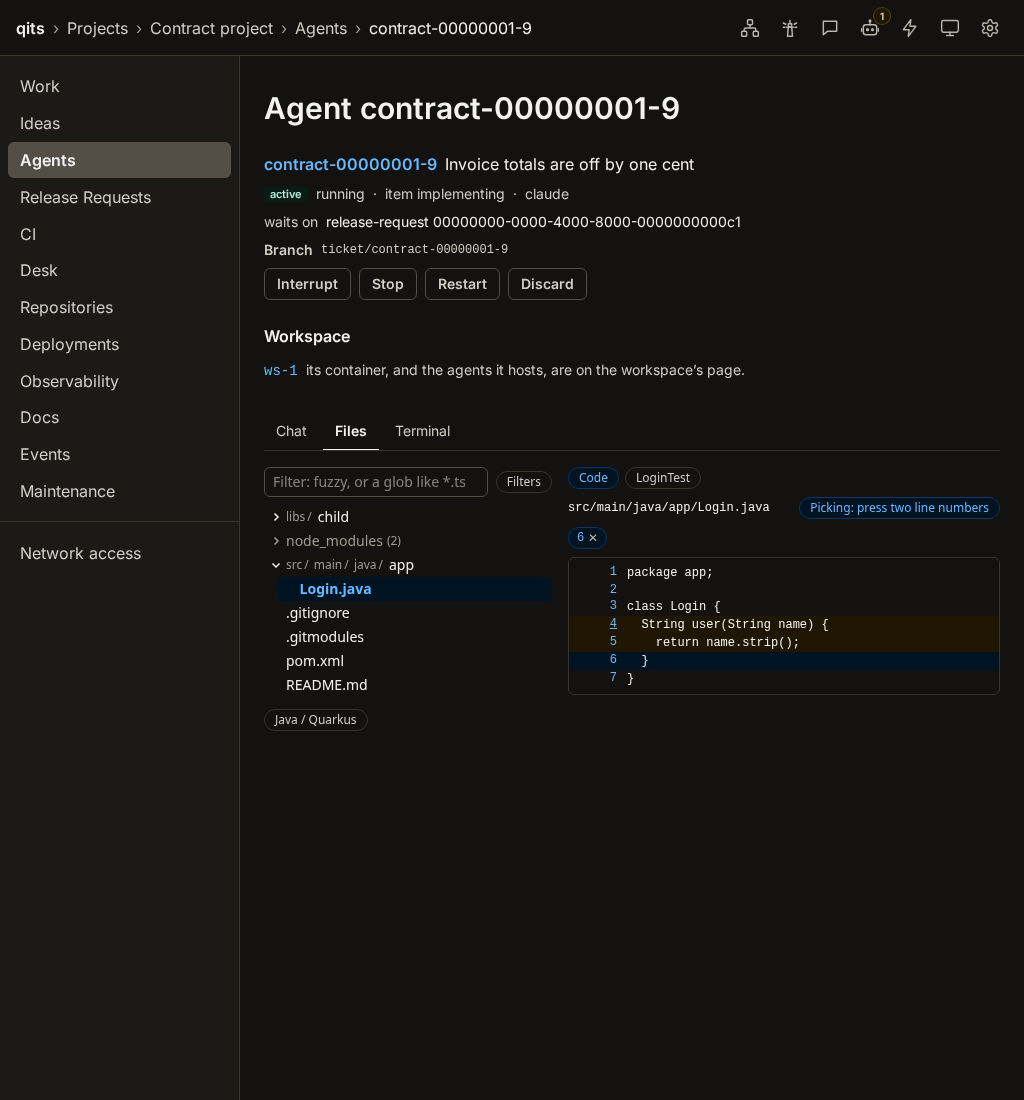 qits › Projects › Contract project › Agents › contract-00000001-9
1
Work
Ideas
Agents
Release Requests
CI
Desk
Repositories
Deployments
Observability
Docs
Events
Maintenance
Network access
Agent contract-00000001-9
contract-00000001-9 Invoice totals are off by one cent
active running · item implementing · claude
waits on release-request 00000000-0000-4000-8000-0000000000c1
Branch ticket/contract-00000001-9
Interrupt Stop Restart Discard
Workspace
ws-1 its container, and the agents it hosts, are on the workspace’s page.
Chat Files Terminal
Filter: fuzzy, or a glob like *.ts Filters
libs/ child
node_modules (2)
src/ main/ java/ app
Login.java
.gitignore
.gitmodules
pom.xml
README.md
Java / Quarkus
Code LoginTest
src/main/java/app/Login.java Picking: press two line numbers
6 ✕
1 package app;
2
3 class Login {
4 String user(String name) {
5 return name.strip();
6 }
7 }